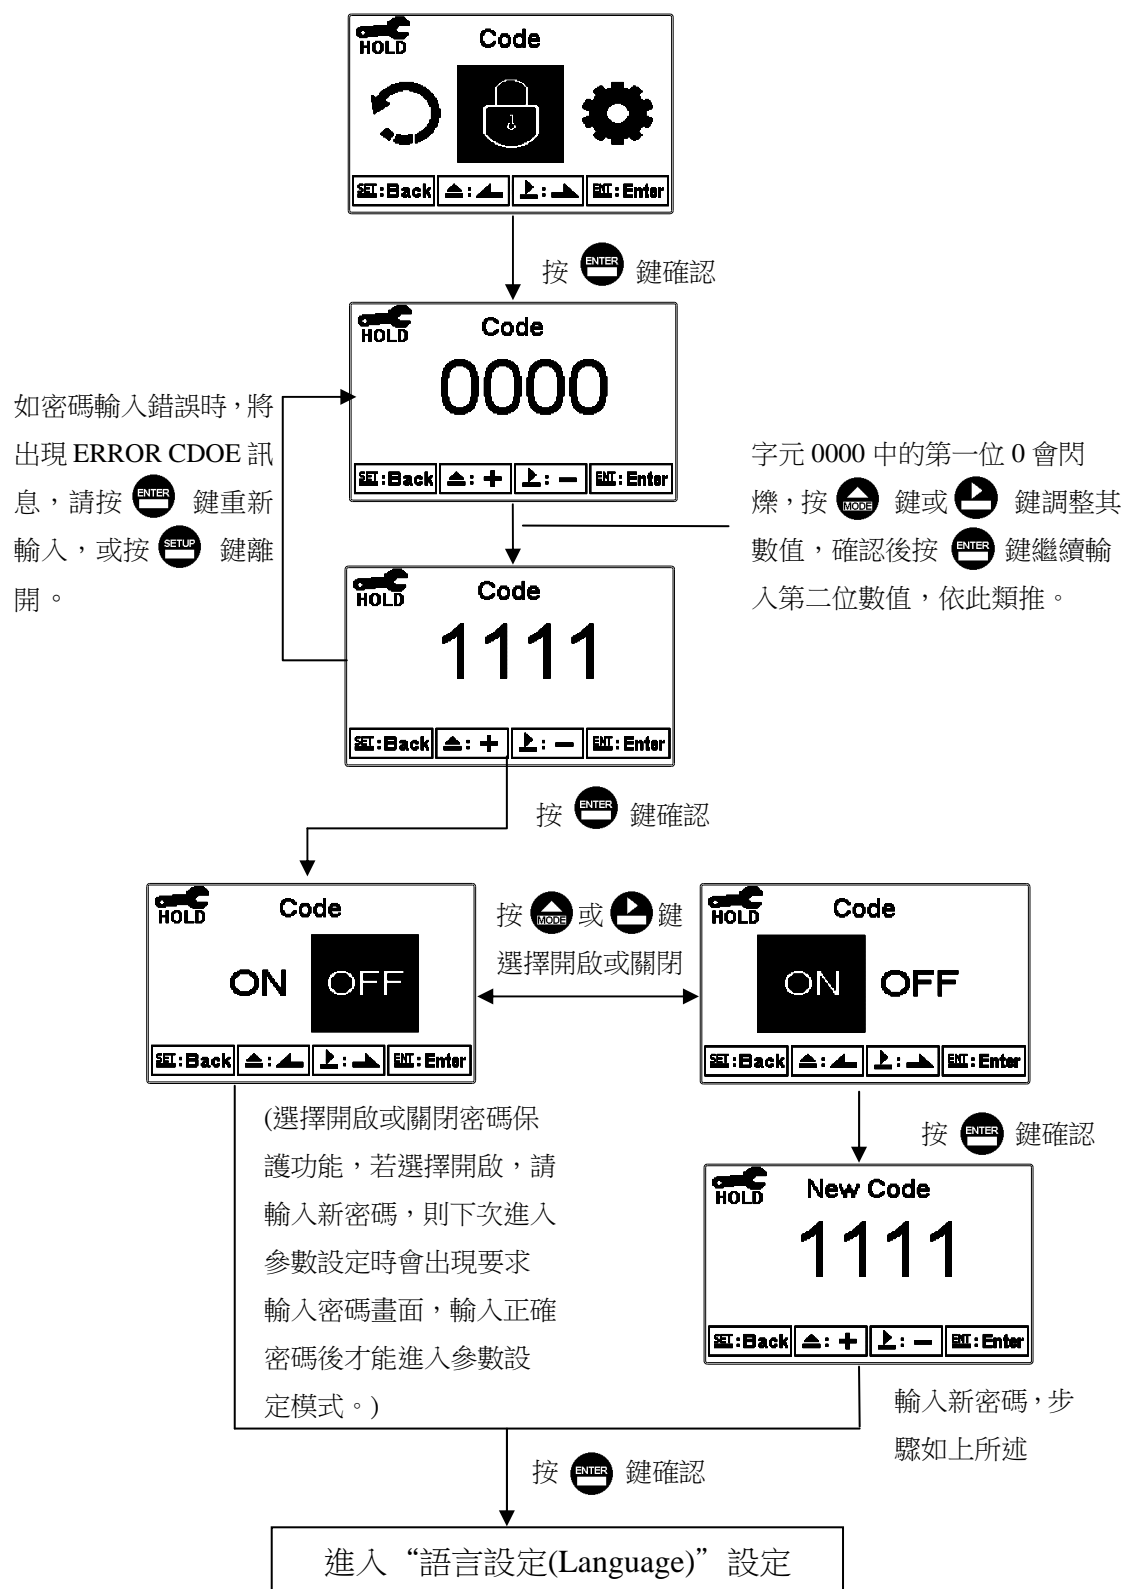 HOLD
Code
SET:Back
:
:
ENT:Enter
按 ENTER 鍵確認
HOLD
Code
0000
SET:Back
: +
: −
ENT:Enter
如密碼輸入錯誤時，將
出現 ERROR CDOE 訊
息，請按 ENTER 鍵重新
輸入，或按 SETUP 鍵離
開。
字元 0000 中的第一位 0 會閃
爍，按 MODE 鍵或 鍵調整其
數值，確認後按 ENTER 鍵繼續輸
入第二位數值，依此類推。
HOLD
Code
1111
SET:Back
: +
: −
ENT:Enter
按 ENTER 鍵確認
HOLD
Code
ON OFF
SET:Back
:
:
ENT:Enter
按 MODE 或 鍵
選擇開啟或關閉
HOLD
Code
ON OFF
SET:Back
:
:
ENT:Enter
(選擇開啟或關閉密碼保
護功能，若選擇開啟，請
輸入新密碼，則下次進入
參數設定時會出現要求
輸入密碼畫面，輸入正確
密碼後才能進入參數設
定模式。)
按 ENTER 鍵確認
HOLD
New Code
1111
SET:Back
: +
: −
ENT:Enter
輸入新密碼，步
驟如上所述
按 ENTER 鍵確認
進入“語言設定(Language)”設定